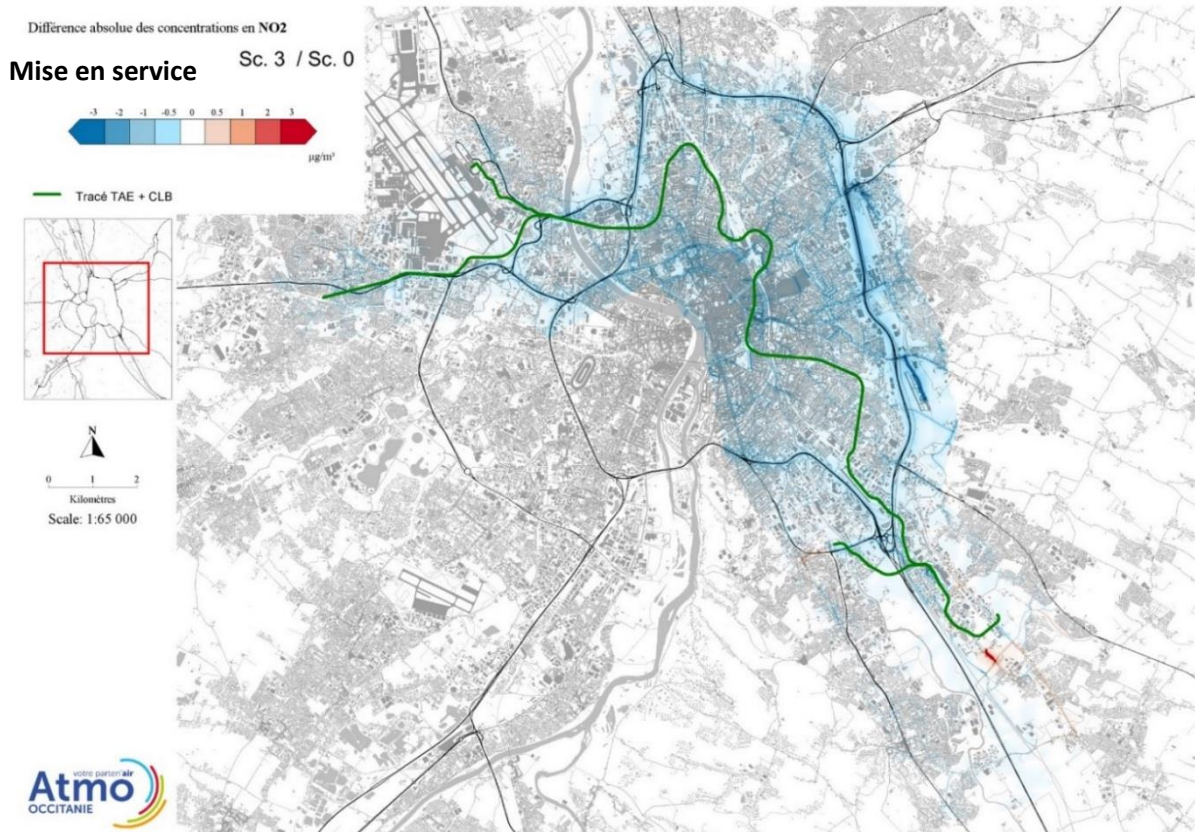 Différence absolue des concentrations en NO2
Mise en service Sc. 3 / Sc. 0
-3 -2 -1 -0.5 0 0.5 1 2 3
µg/m³
Tracé TAE + CLB
N
0 1 2
Kilomètres
Scale: 1:65 000
votre parten'air
Atmo
OCCITANIE